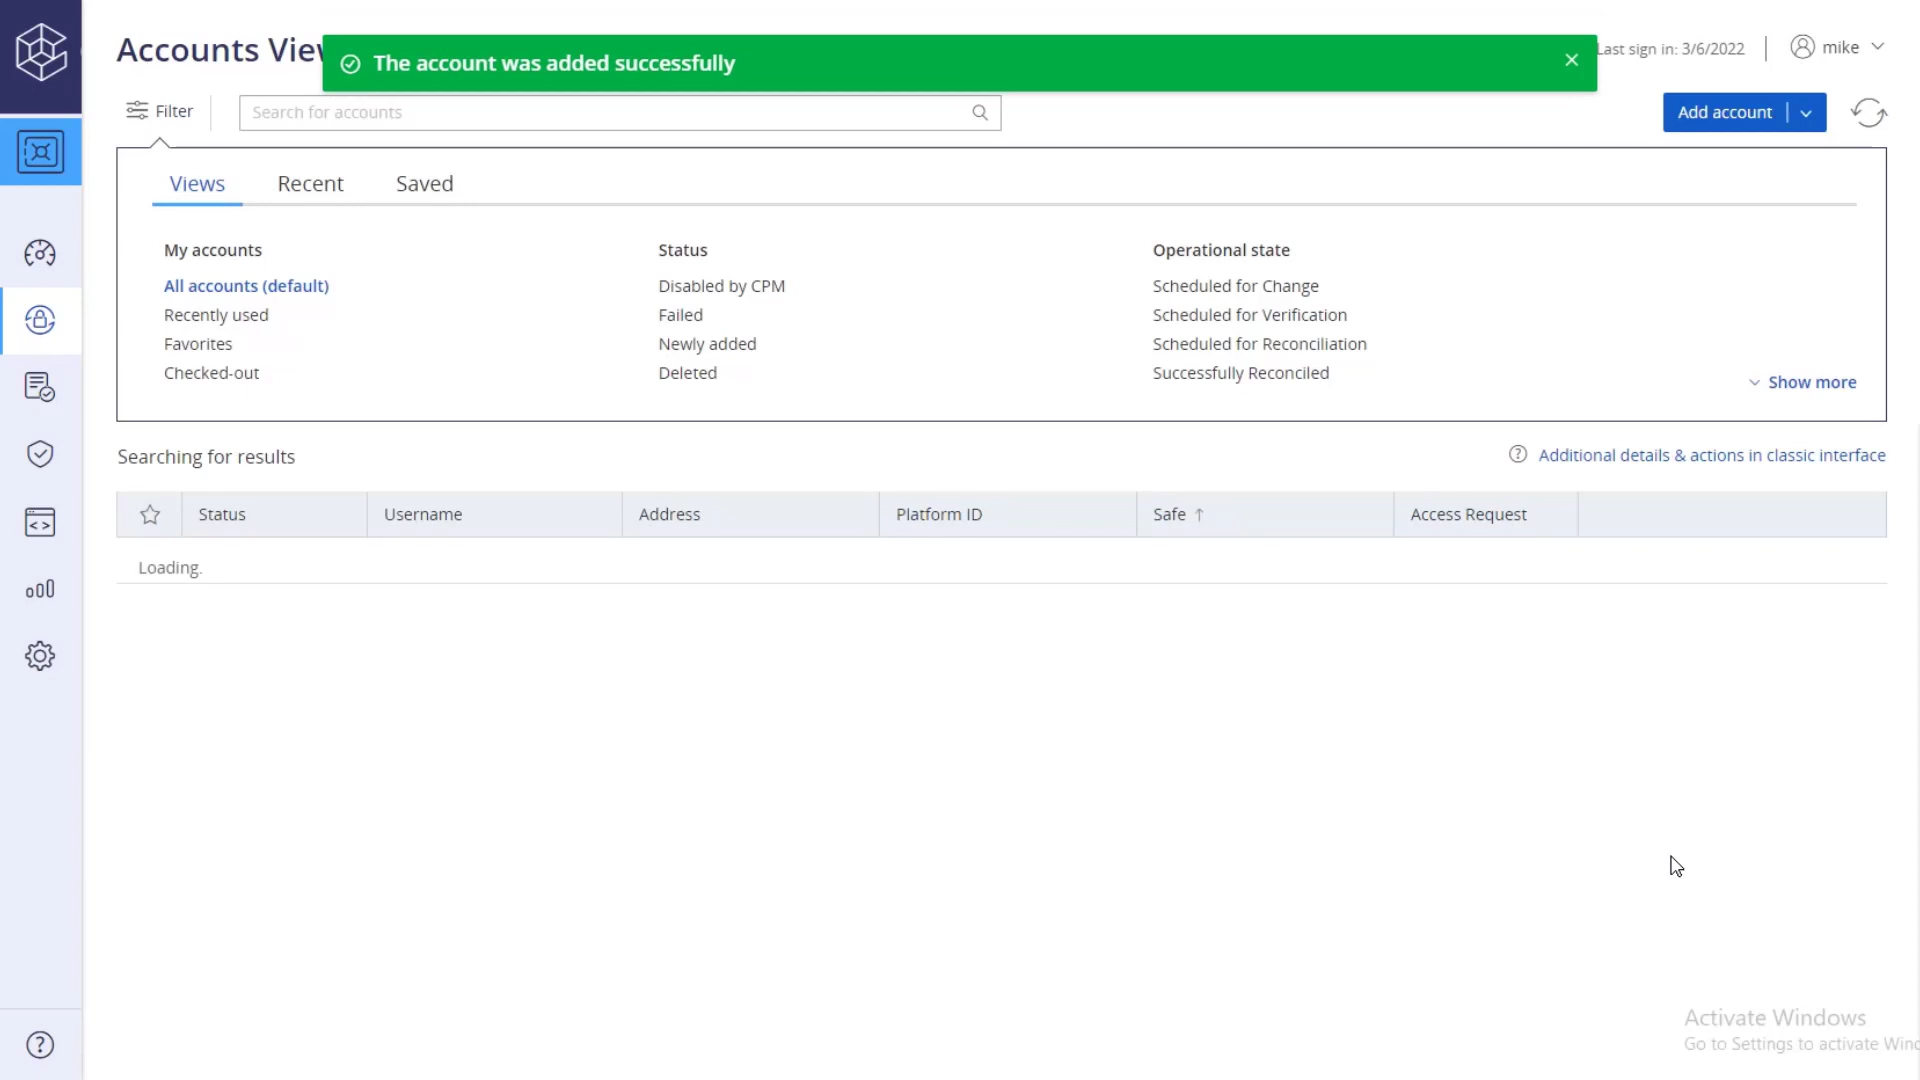 Accounts View
The account was added successfully
Last sign in: 3/6/2022
mike
Filter
Search for accounts
Add account
Views
Recent
Saved
My accounts
Status
Operational state
All accounts (default)
Disabled by CPM
Scheduled for Change
Recently used
Failed
Scheduled for Verification
Favorites
Newly added
Scheduled for Reconciliation
Checked-out
Deleted
Successfully Reconciled
Show more
Searching for results
? Additional details & actions in classic interface
Status
Username
Address
Platform ID
Safe ↑
Access Request
Loading.
?
Activate Windows
Go to Settings to activate